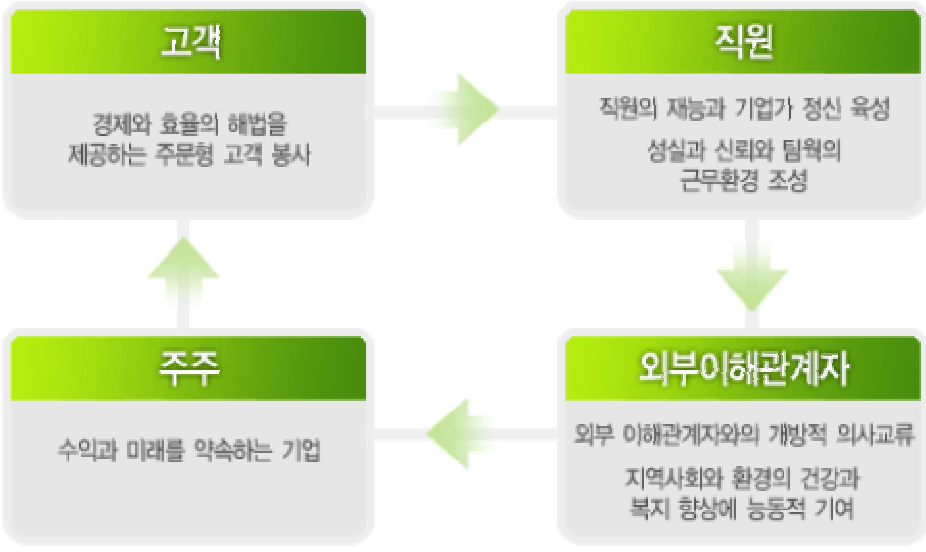 고객
경제와 효율의 해법을
제공하는 주문형 고객 봉사
직원
직원의 재능과 기업가 정신 육성
성실과 신뢰와 팀웍의
근무환경 조성
주주
수익과 미래를 약속하는 기업
외부이해관계자
외부 이해관계자와의 개방적 의사교류
지역사회와 환경의 건강과
복지 향상에 능동적 기여